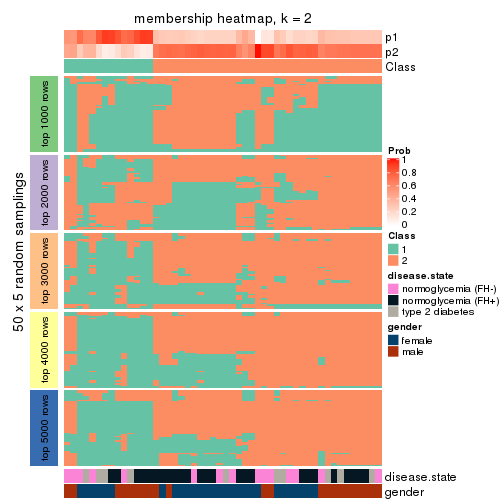 membership heatmap, k = 2
p1
p2
Class
50 x 5 random samplings
top 1000 rows
top 2000 rows
top 3000 rows
top 4000 rows
top 5000 rows
Prob
1
0.8
0.6
0.4
0.2
0
Class
1
2
disease.state
normoglycemia (FH-)
normoglycemia (FH+)
type 2 diabetes
gender
female
male
disease.state
gender